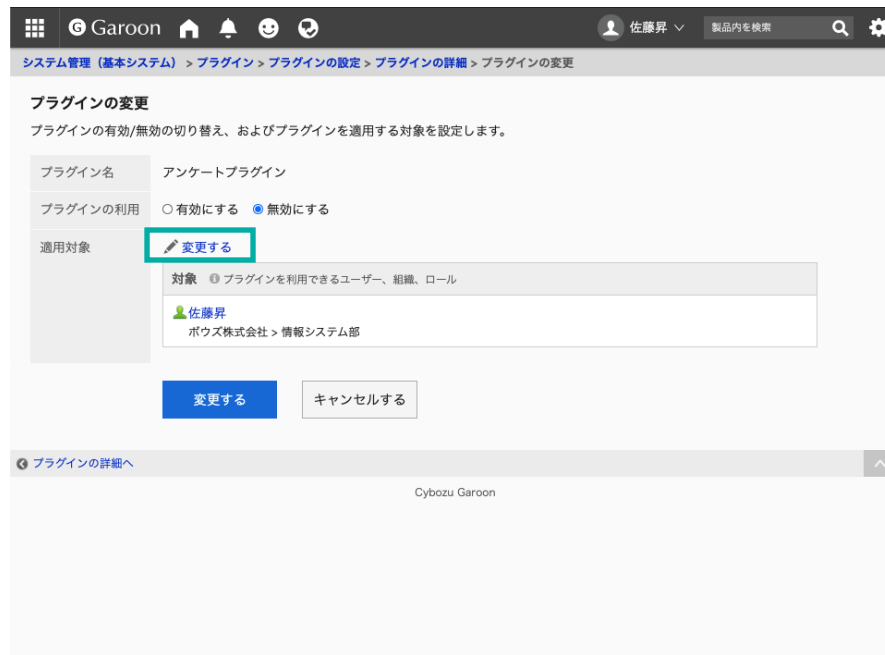 G Garoon 佐藤昇 製品内を検索
システム管理（基本システム） > プラグイン > プラグインの設定 > プラグインの詳細 > プラグインの変更
プラグインの変更
プラグインの有効/無効の切り替え、およびプラグインを適用する対象を設定します。
プラグイン名 アンケートプラグイン
プラグインの利用 有効にする 無効にする
適用対象 変更する
対象 プラグインを利用できるユーザー、組織、ロール
佐藤昇
ボウズ株式会社 > 情報システム部
変更する キャンセルする
プラグインの詳細へ
Cybozu Garoon